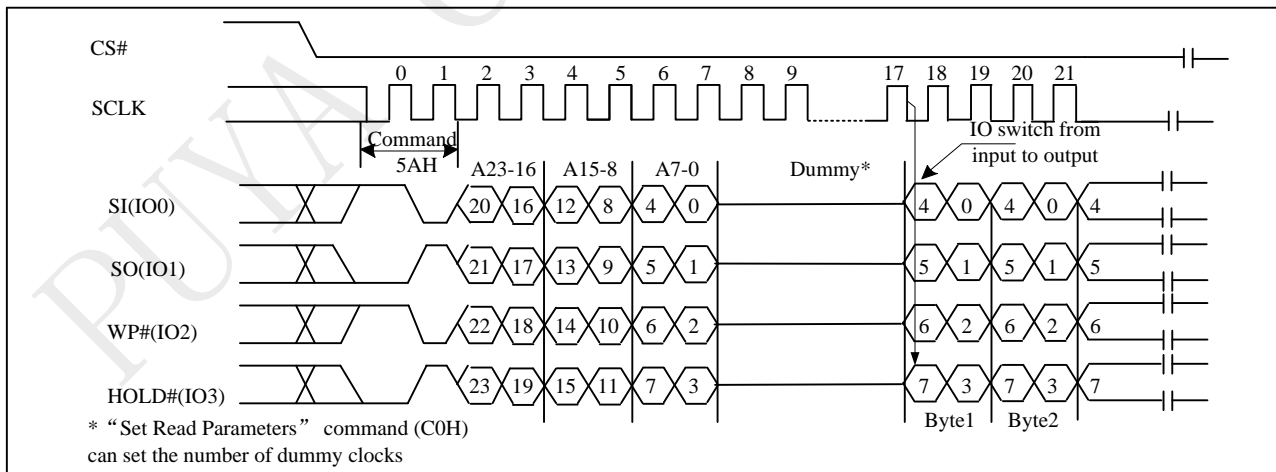 CS#
0 1 2 3 4 5 6 7 8 9 17 18 19 20 21
SCLK
Command
5AH
IO switch from
input to output
A23-16 A15-8 A7-0 Dummy*
SI(IO0) 20 16 12 8 4 0 4 0 4 0 4
SO(IO1) 21 17 13 9 5 1 5 1 5 1 5
WP#(IO2) 22 18 14 10 6 2 6 2 6 2 6
HOLD#(IO3) 23 19 15 11 7 3 7 3 7 3 7
Byte1 Byte2
* “Set Read Parameters” command (C0H)
can set the number of dummy clocks
PUYA